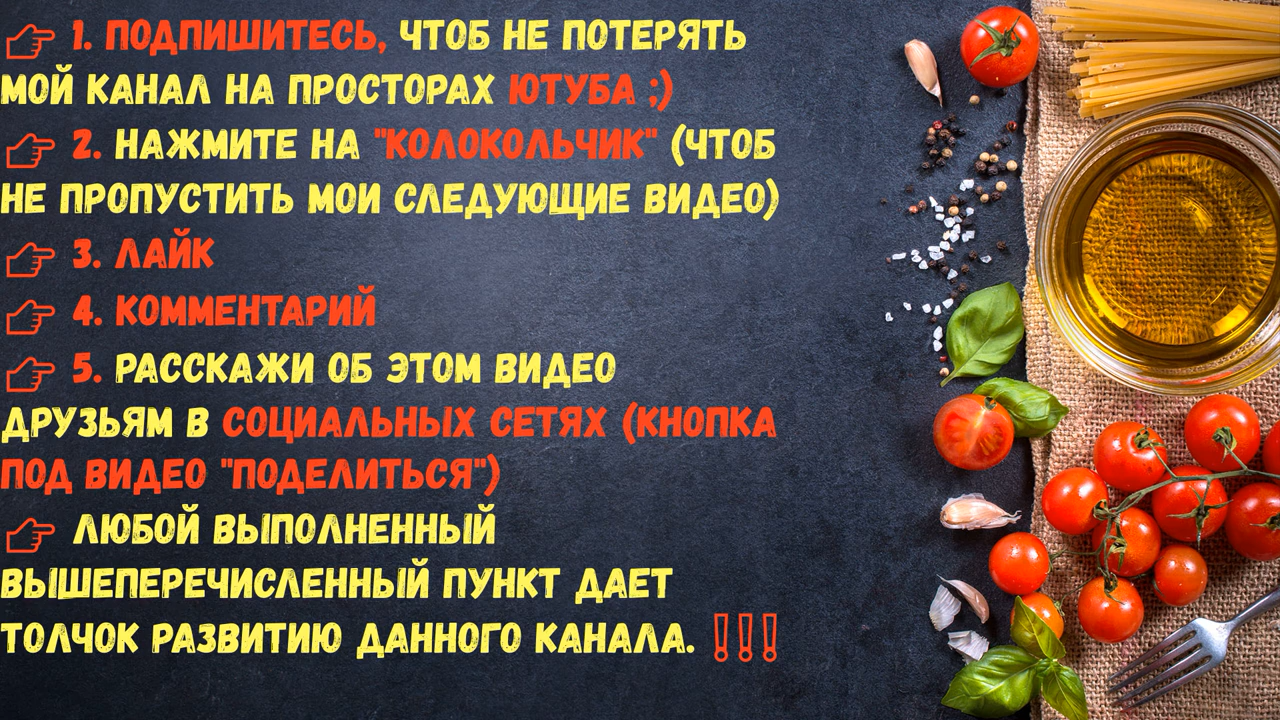 👉 1. ПОДПИШИТЕСЬ, ЧТОБ НЕ ПОТЕРЯТЬ
МОЙ КАНАЛ НА ПРОСТОРАХ ЮТУБА ;)
👉 2. НАЖМИТЕ НА "КОЛОКОЛЬЧИК" (ЧТОБ
НЕ ПРОПУСТИТЬ МОИ СЛЕДУЮЩИЕ ВИДЕО)
👉 3. ЛАЙК
👉 4. КОММЕНТАРИЙ
👉 5. РАССКАЖИ ОБ ЭТОМ ВИДЕО
ДРУЗЬЯМ В СОЦИАЛЬНЫХ СЕТЯХ (КНОПКА
ПОД ВИДЕО "ПОДЕЛИТЬСЯ")
👉 ЛЮБОЙ ВЫПОЛНЕННЫЙ
ВЫШЕПЕРЕЧИСЛЕННЫЙ ПУНКТ ДАЕТ
ТОЛЧОК РАЗВИТИЮ ДАННОГО КАНАЛА. ❗❗❗